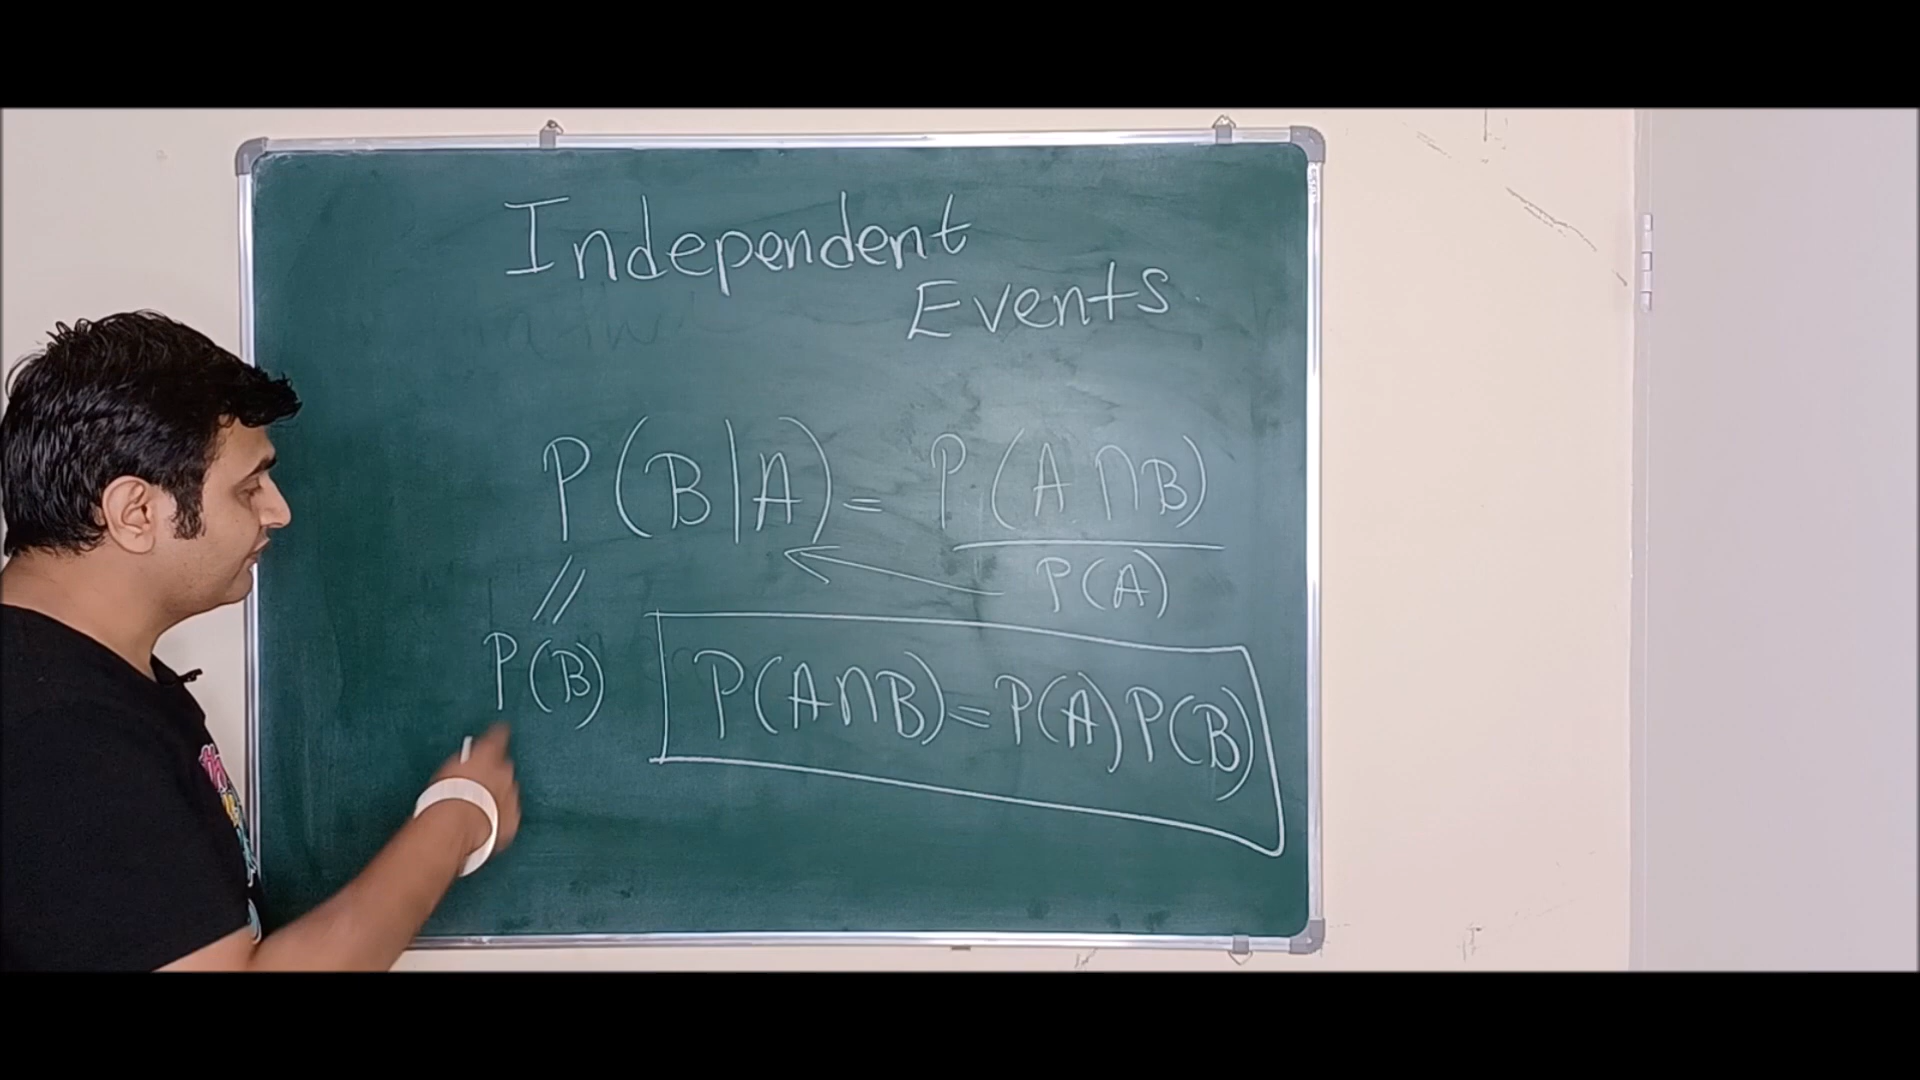 Independent
Events
P(B|A) = P(A∩B)
P(A)
//
P(B)
P(A∩B) = P(A) P(B)